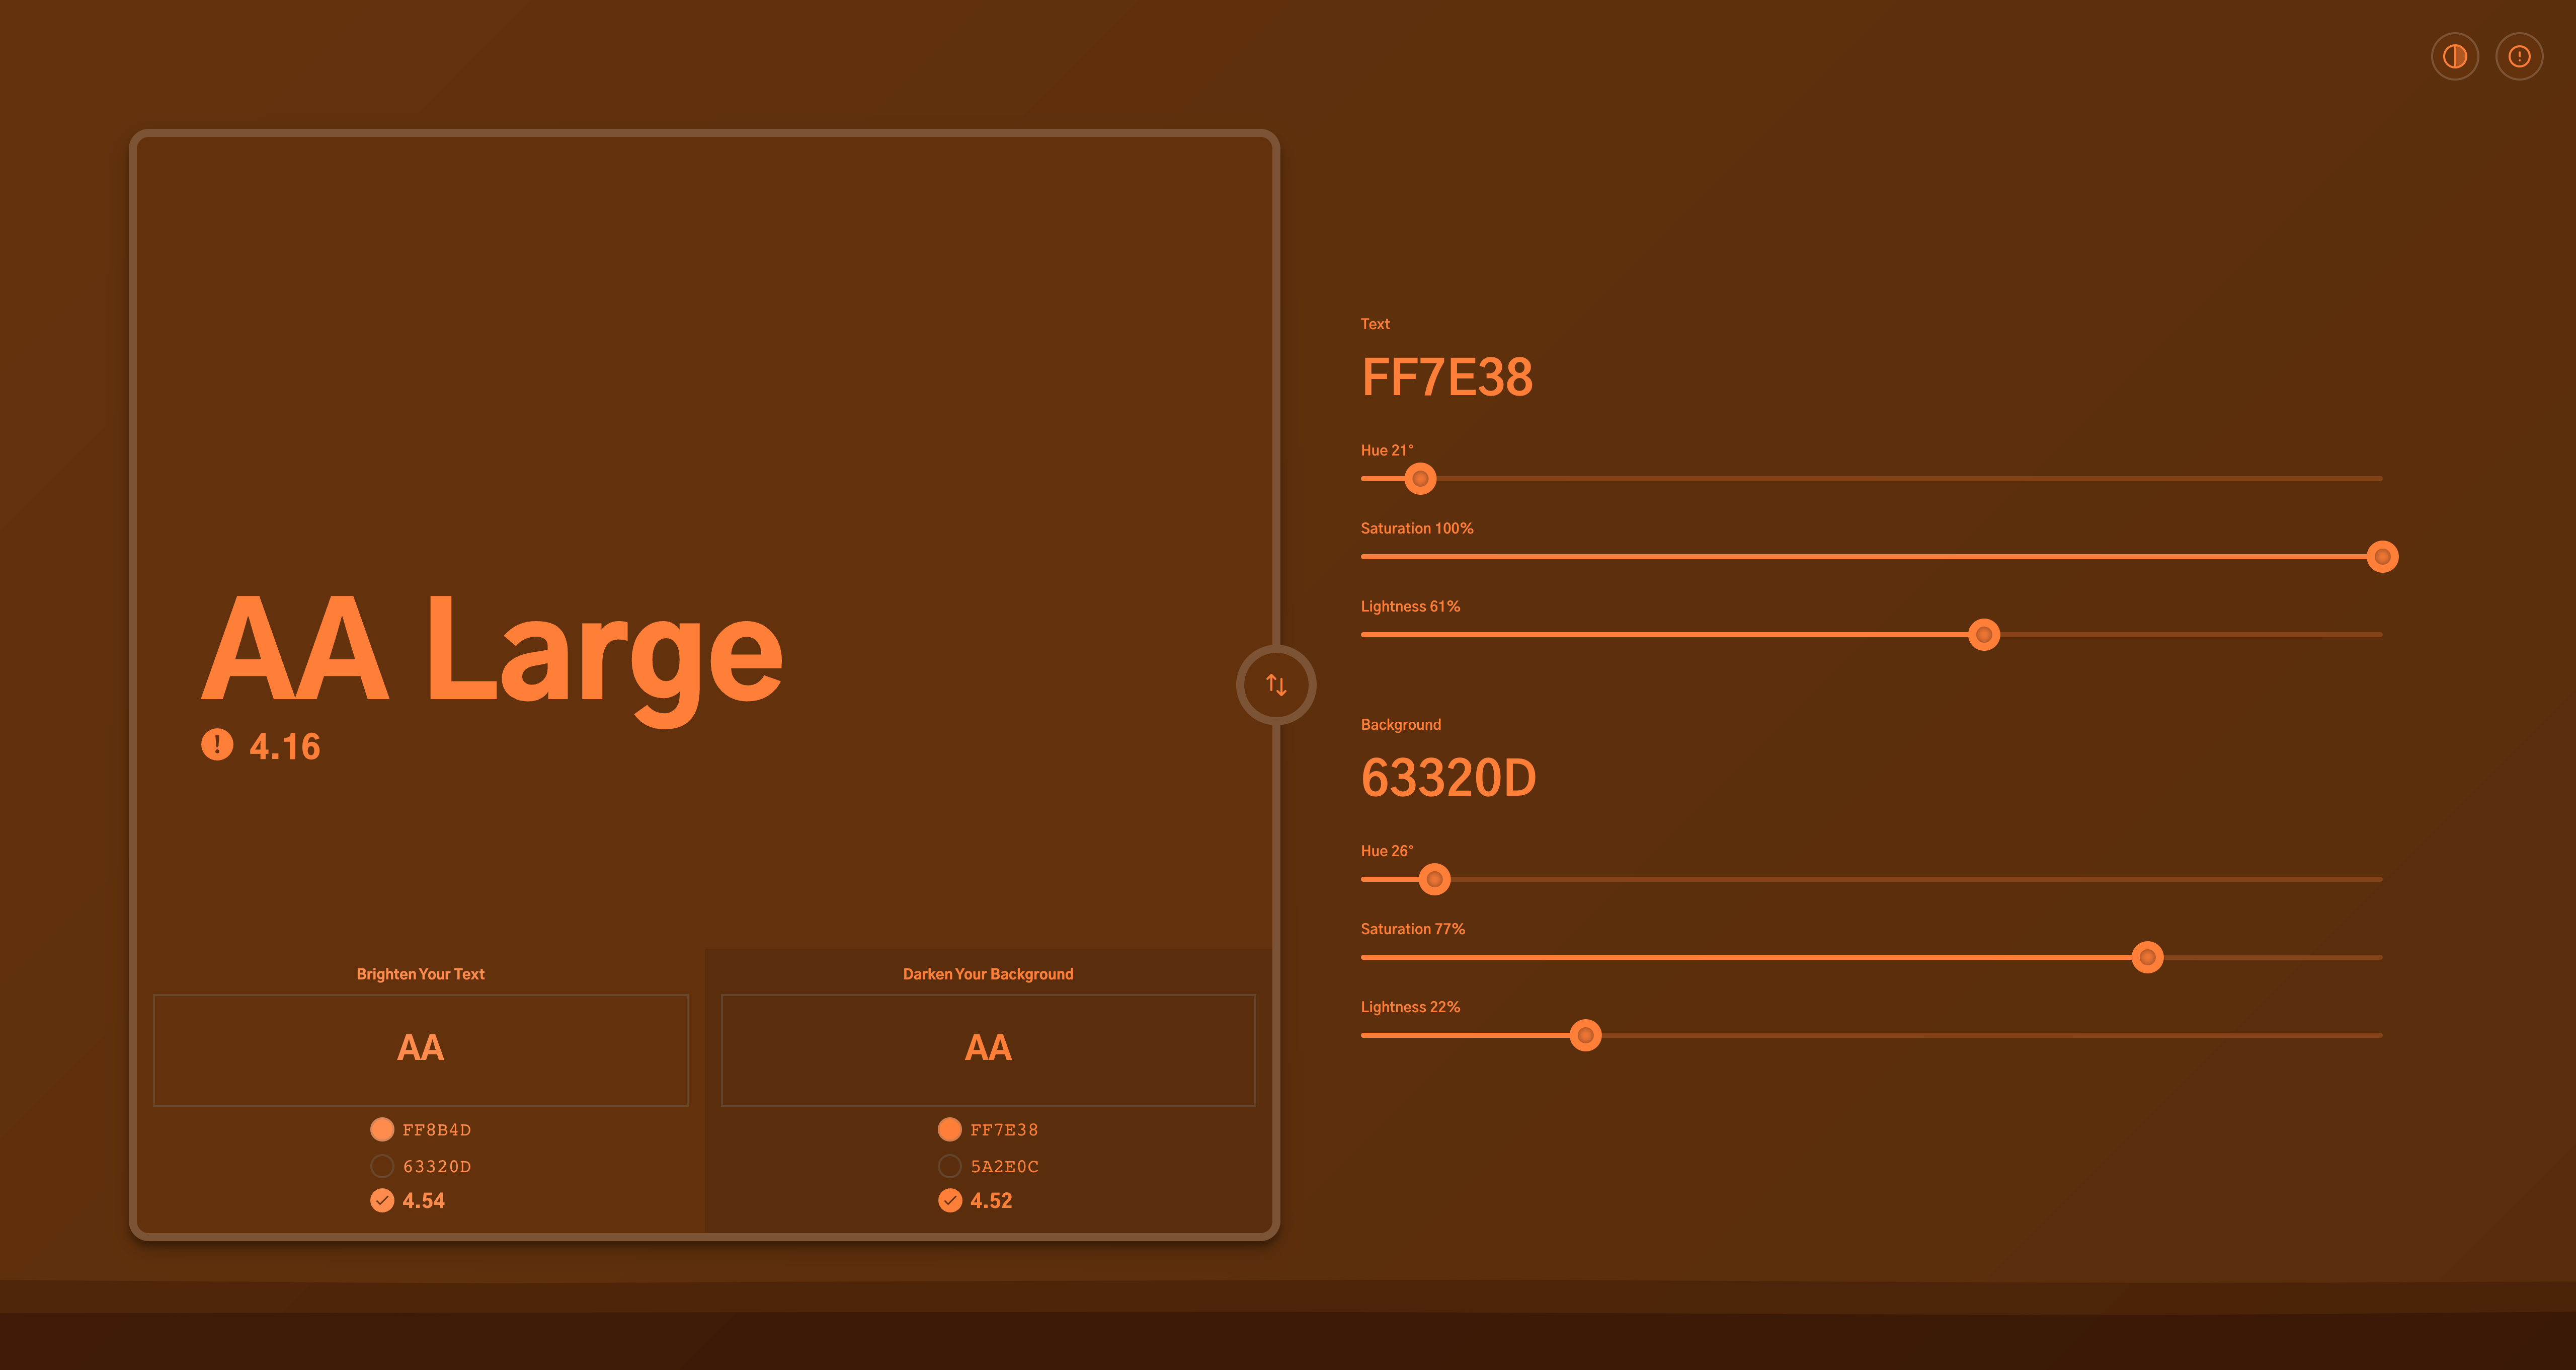 AA Large
4.16
Brighten Your Text
AA
FF8B4D
63320D
4.54
Darken Your Background
AA
FF7E38
5A2E0C
4.52
Text
FF7E38
Hue 21°
Saturation 100%
Lightness 61%
Background
63320D
Hue 26°
Saturation 77%
Lightness 22%